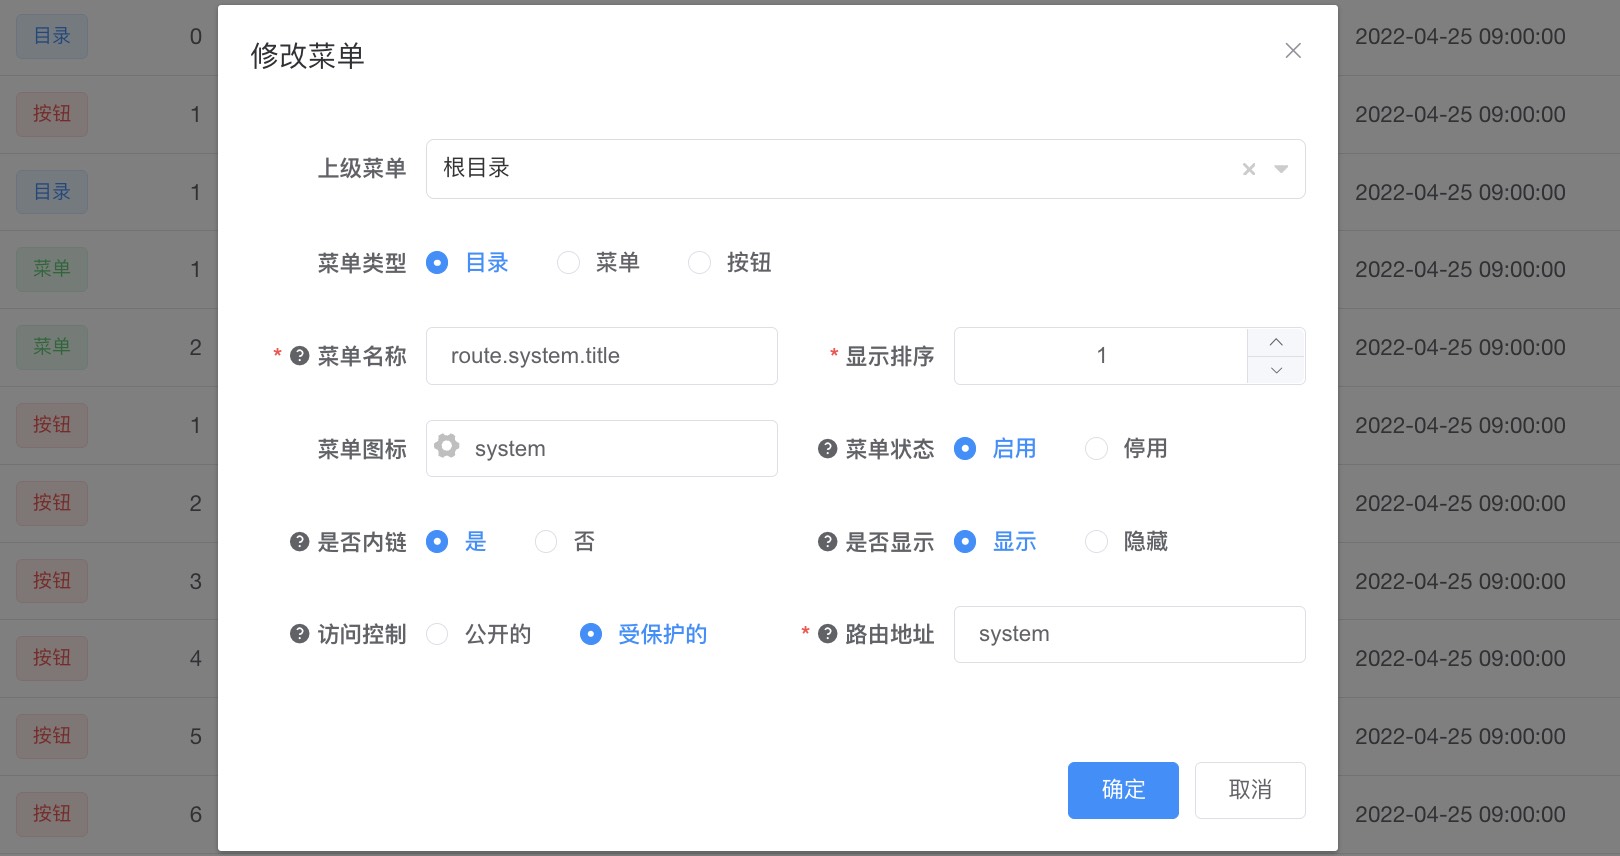 目录 0 2022-04-25 09:00:00
修改菜单
按钮 1 2022-04-25 09:00:00
上级菜单 根目录
目录 1 2022-04-25 09:00:00
菜单类型 目录 菜单 按钮
菜单 1 2022-04-25 09:00:00
* 菜单名称 route.system.title * 显示排序 1
菜单 2 2022-04-25 09:00:00
按钮 1 2022-04-25 09:00:00
菜单图标 system 菜单状态 启用 停用
按钮 2 2022-04-25 09:00:00
是否内链 是 否 是否显示 显示 隐藏
按钮 3 2022-04-25 09:00:00
访问控制 公开的 受保护的 * 路由地址 system
按钮 4 2022-04-25 09:00:00
按钮 5 2022-04-25 09:00:00
确定 取消
按钮 6 2022-04-25 09:00:00